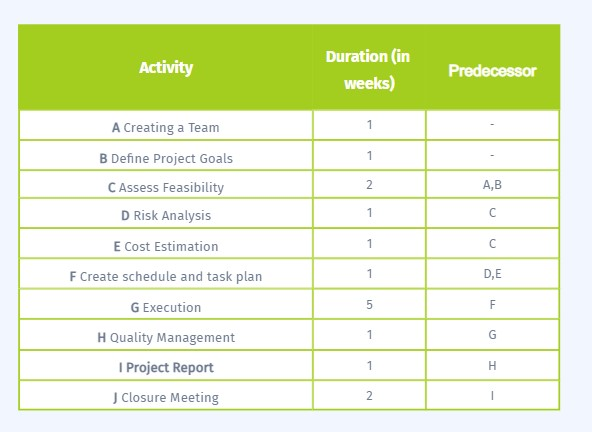 Activity Duration (in weeks) Predecessor
A Creating a Team 1 -
B Define Project Goals 1 -
C Assess Feasibility 2 A,B
D Risk Analysis 1 C
E Cost Estimation 1 C
F Create schedule and task plan 1 D,E
G Execution 5 F
H Quality Management 1 G
I Project Report 1 H
J Closure Meeting 2 I